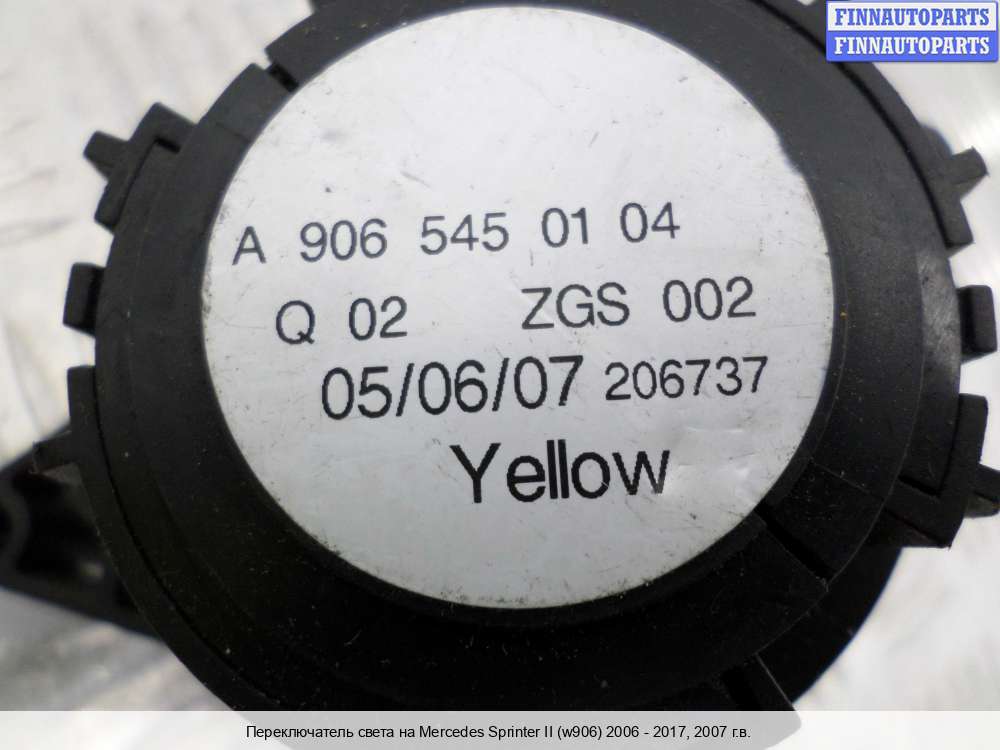 FINNAUTOPARTS
FINNAUTOPARTS
A 906 545 01 04
Q 02 ZGS 002
05/06/07 206737
Yellow
Переключатель света на Mercedes Sprinter II (w906) 2006 - 2017, 2007 г.в.